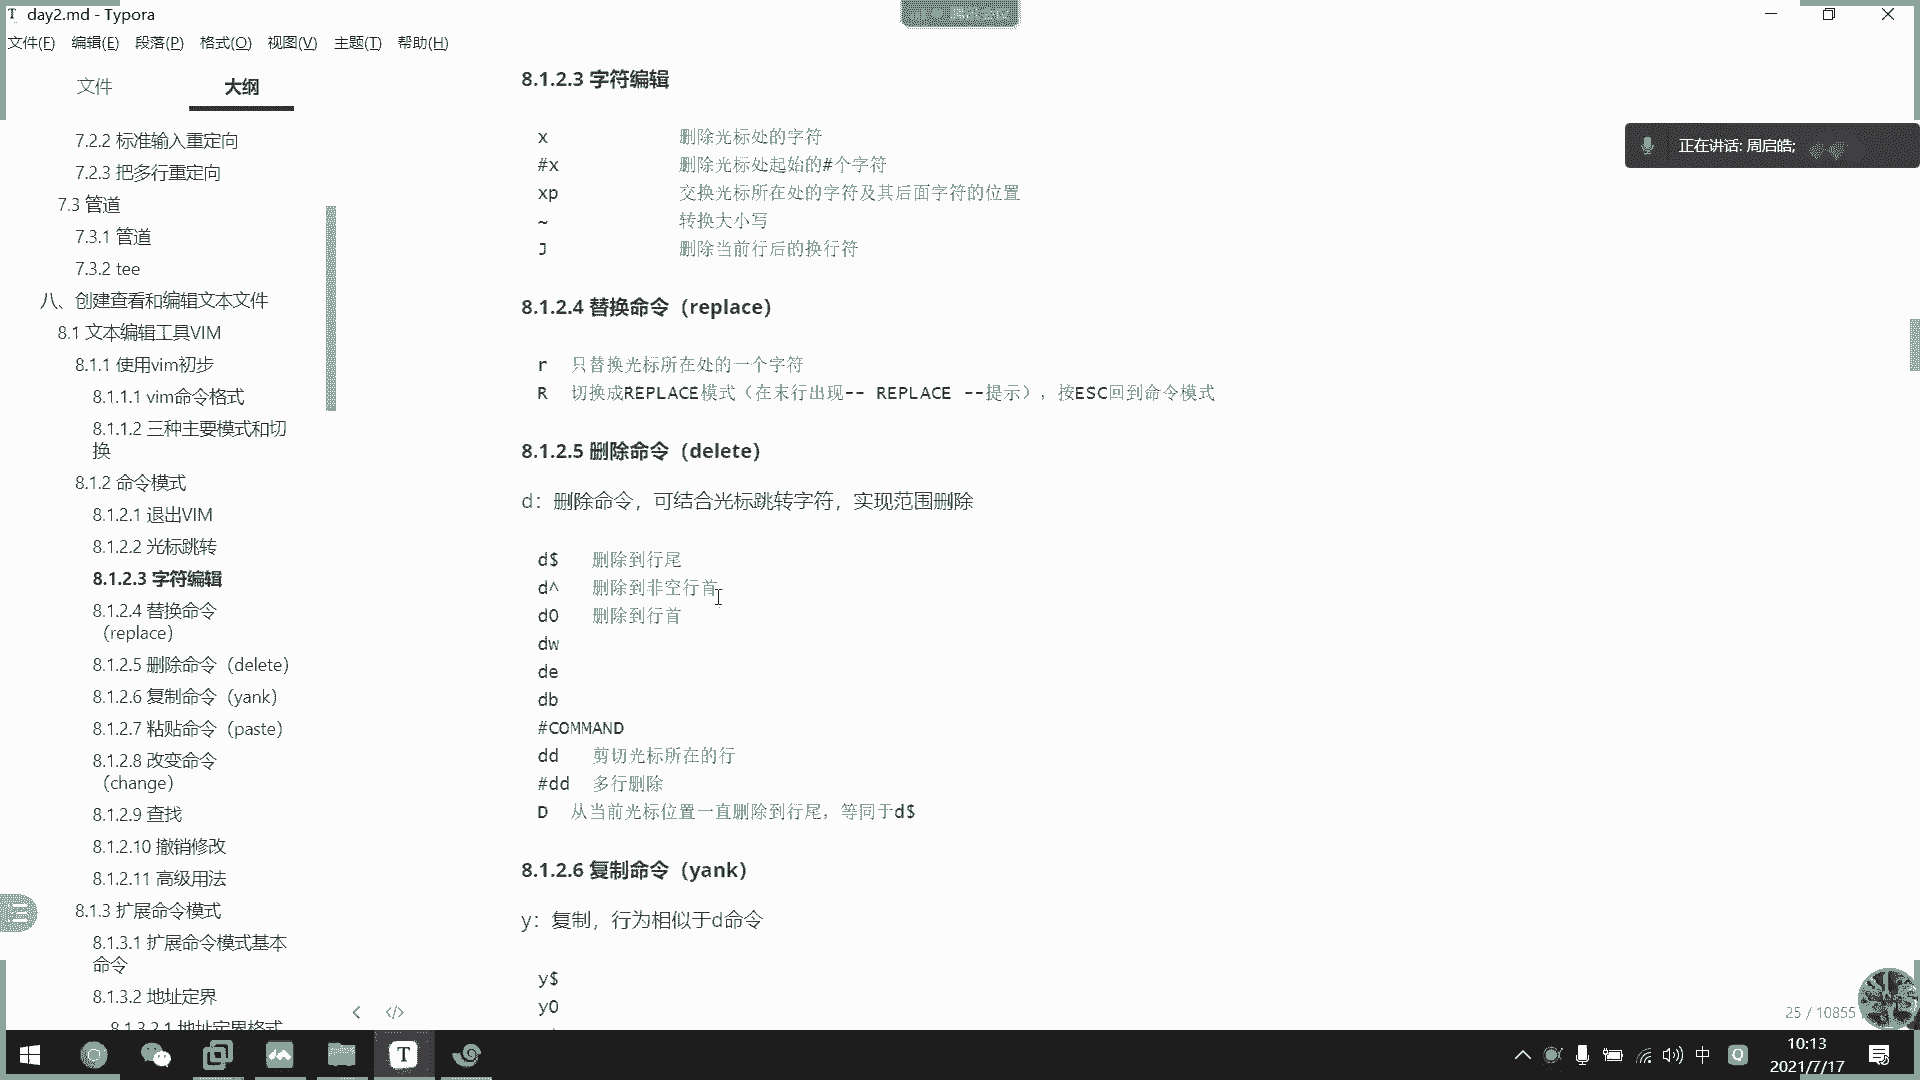 day2.md - Typora
文件(F) 编辑(E) 段落(P) 格式(O) 视图(V) 主题(T) 帮助(H)
文件 大纲
7.2.2 标准输入重定向
7.2.3 把多行重定向
7.3 管道
7.3.1 管道
7.3.2 tee
八、创建查看和编辑文本文件
8.1 文本编辑工具VIM
8.1.1 使用vim初步
8.1.1.1 vim命令格式
8.1.1.2 三种主要模式和切
换
8.1.2 命令模式
8.1.2.1 退出VIM
8.1.2.2 光标跳转
8.1.2.3 字符编辑
8.1.2.4 替换命令
（replace）
8.1.2.5 删除命令（delete）
8.1.2.6 复制命令（yank）
8.1.2.7 粘贴命令（paste）
8.1.2.8 改变命令
（change）
8.1.2.9 查找
8.1.2.10 撤销修改
8.1.2.11 高级用法
8.1.3 扩展命令模式
8.1.3.1 扩展命令模式基本
命令
8.1.3.2 地址定界
8.1.3.2.1 地址定界格式
8.1.2.3 字符编辑
x 删除光标处的字符
#x 删除光标处起始的#个字符
xp 交换光标所在处的字符及其后面字符的位置
~ 转换大小写
J 删除当前行后的换行符
8.1.2.4 替换命令（replace）
r 只替换光标所在处的一个字符
R 切换成REPLACE模式（在末行出现-- REPLACE --提示），按ESC回到命令模式
8.1.2.5 删除命令（delete）
d：删除命令，可结合光标跳转字符，实现范围删除
d$ 删除到行尾
d^ 删除到非空行首
d0 删除到行首
dw
de
db
#COMMAND
dd 剪切光标所在的行
#dd 多行删除
D 从当前光标位置一直删除到行尾，等同于d$
8.1.2.6 复制命令（yank）
y：复制，行为相似于d命令
y$
y0
正在讲话: 周启皓;
25 / 10855
中
10:13
2021/7/17